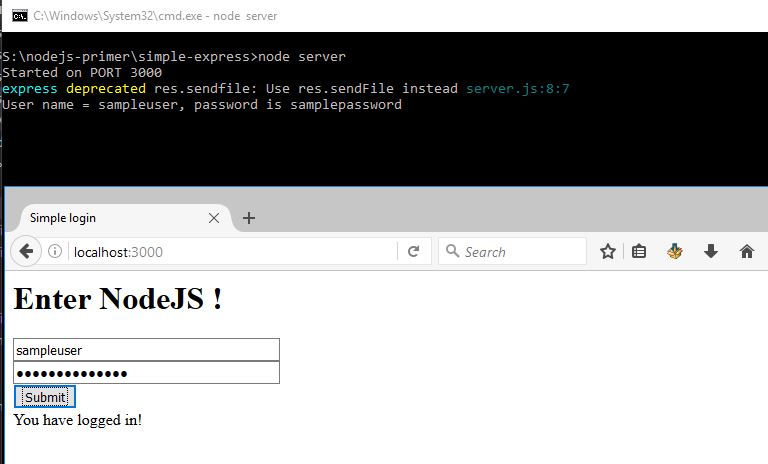 C:\Windows\System32\cmd.exe - node server
S:\nodejs-primer\simple-express>node server
Started on PORT 3000
express deprecated res.sendfile: Use res.sendFile instead server.js:8:7
User name = sampleuser, password is samplepassword
Simple login
localhost:3000
Search
Enter NodeJS !
sampleuser
••••••••••••••
Submit
You have logged in!